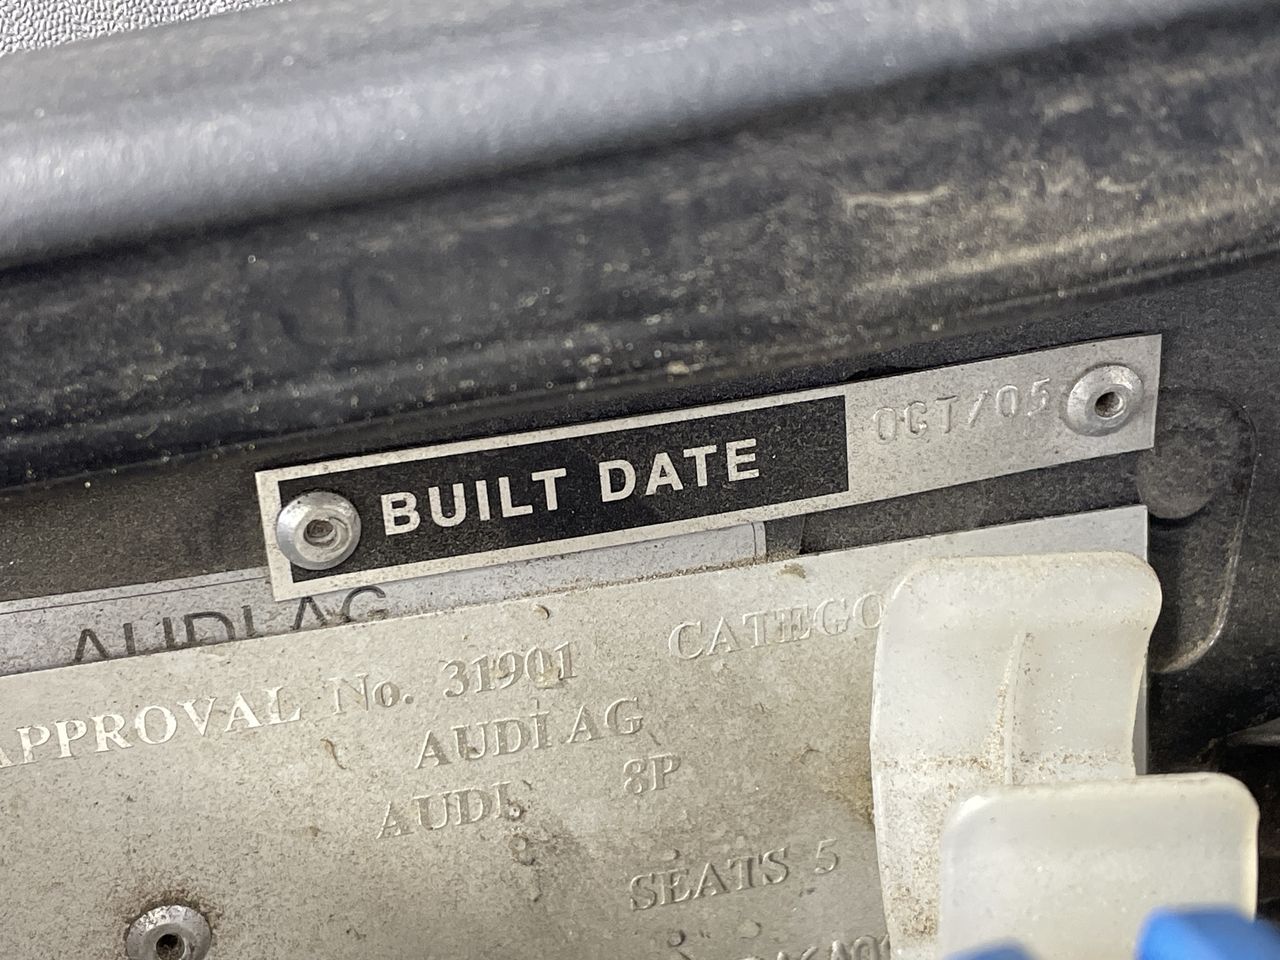 BUILT DATE OCT/05
AUDI AG
APPROVAL No. 31901 CATEGO
AUDI AG
AUDI 8P
SEATS 5